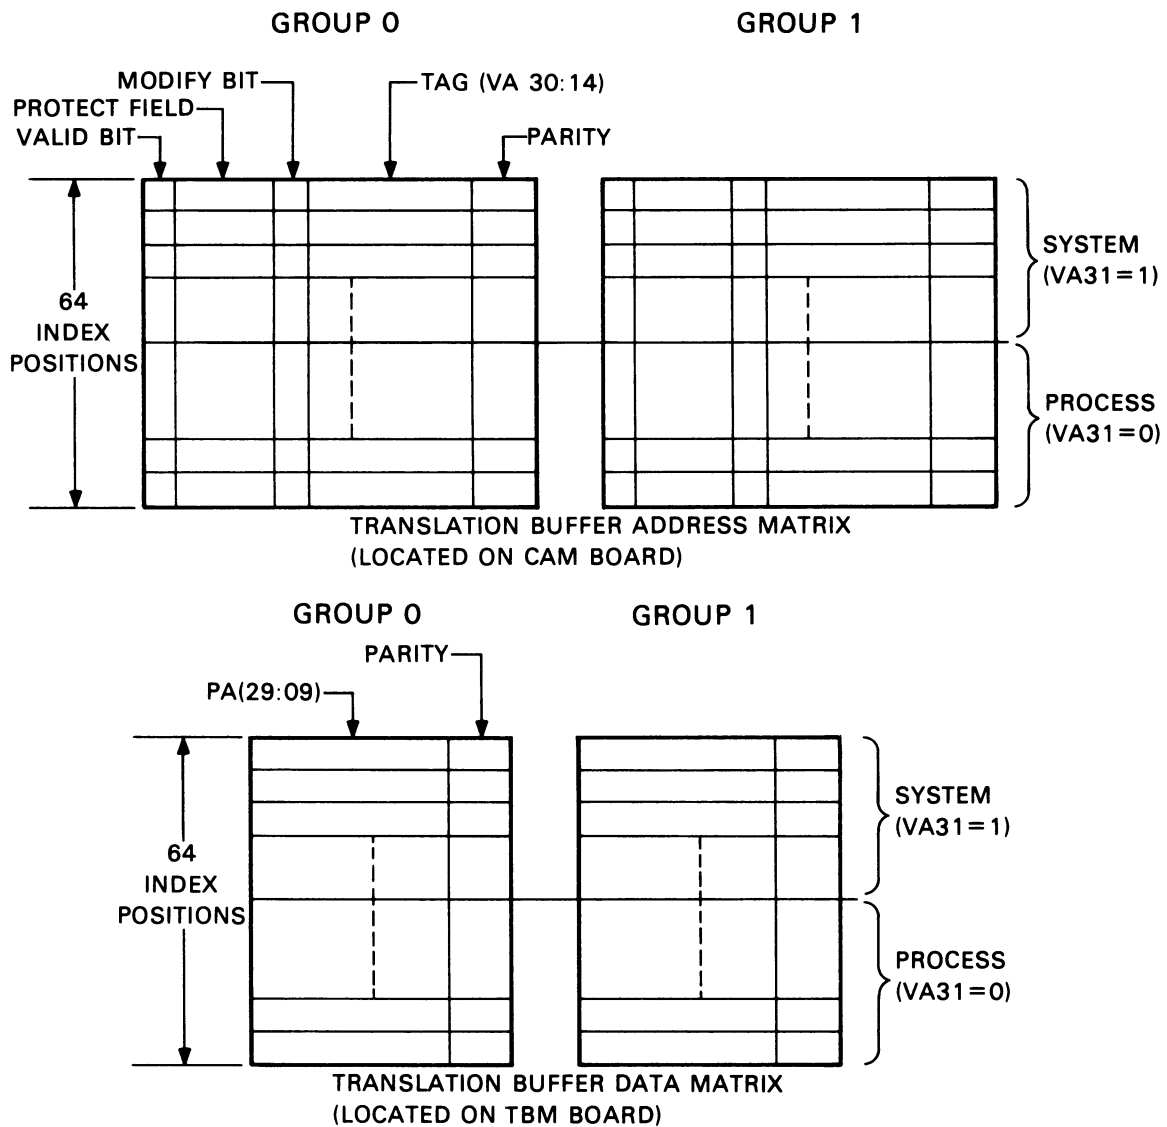 GROUP 0
GROUP 1
MODIFY BIT
TAG (VA 30:14)
PROTECT FIELD
VALID BIT
PARITY
64
INDEX
POSITIONS
SYSTEM
(VA31=1)
PROCESS
(VA31=0)
TRANSLATION BUFFER ADDRESS MATRIX
(LOCATED ON CAM BOARD)
GROUP 0
GROUP 1
PARITY
PA(29:09)
64
INDEX
POSITIONS
SYSTEM
(VA31=1)
PROCESS
(VA31=0)
TRANSLATION BUFFER DATA MATRIX
(LOCATED ON TBM BOARD)